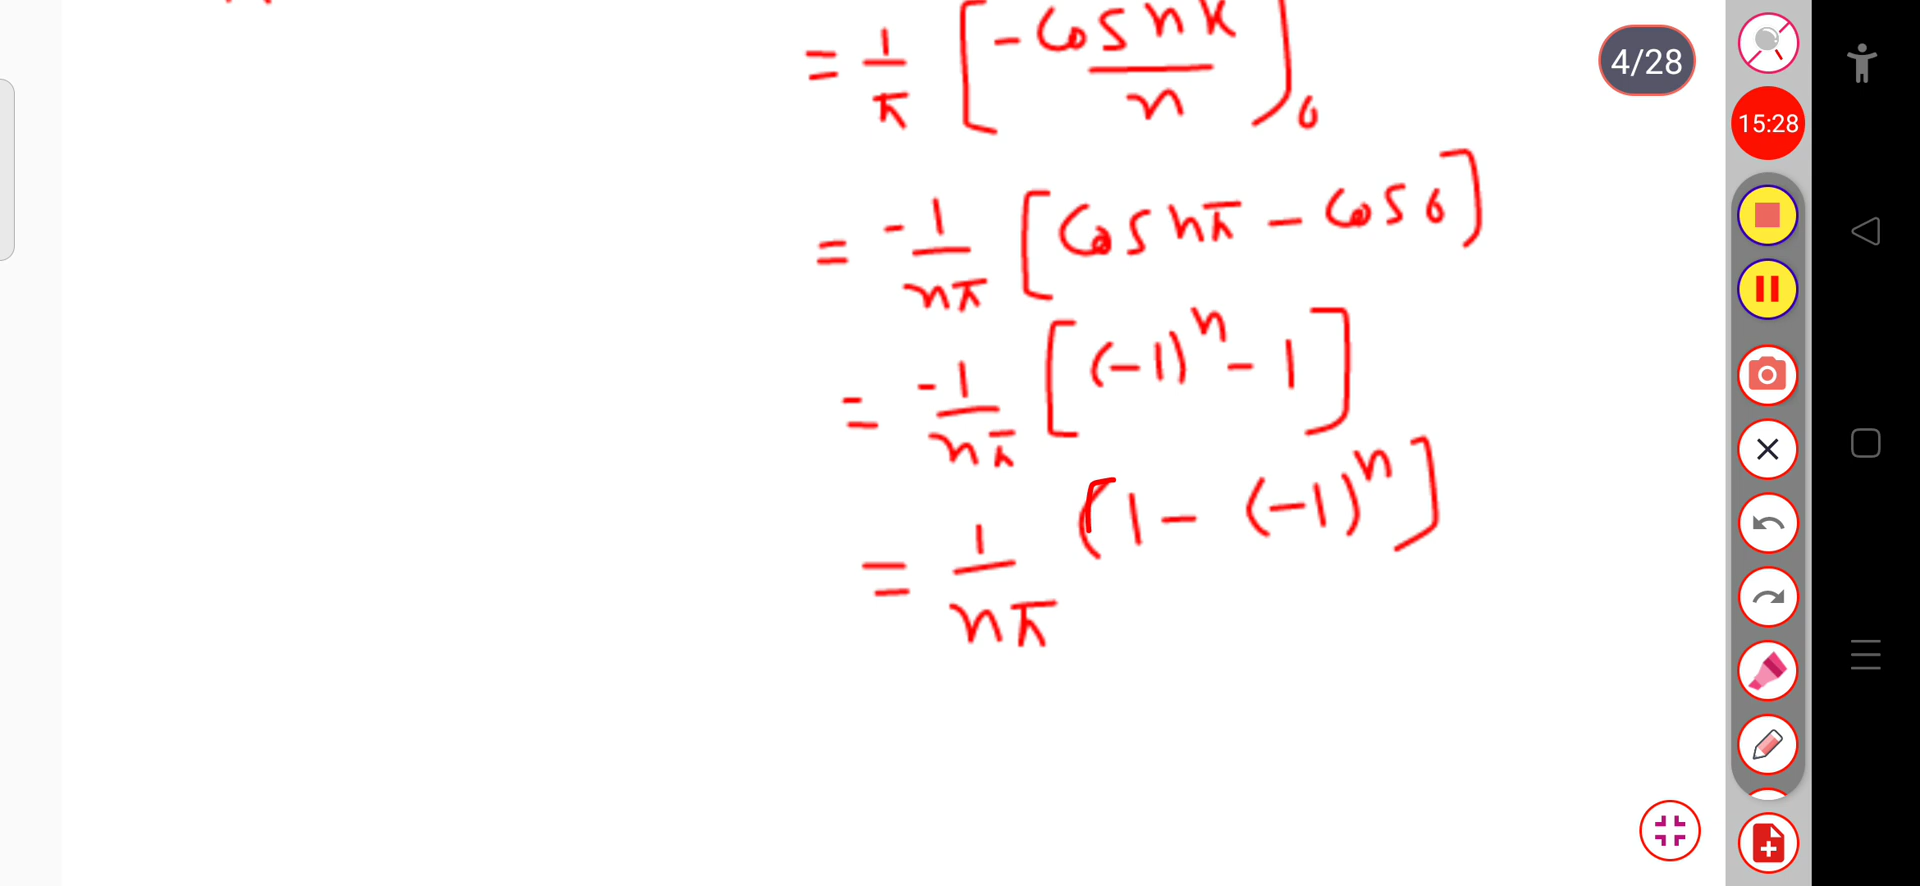 = 1/π [-cos nx / n]₀
= -1/nπ [cos nπ - cos 0]
= -1/nπ [(-1)ⁿ - 1]
= 1/nπ [1 - (-1)ⁿ]
4/28
15:28